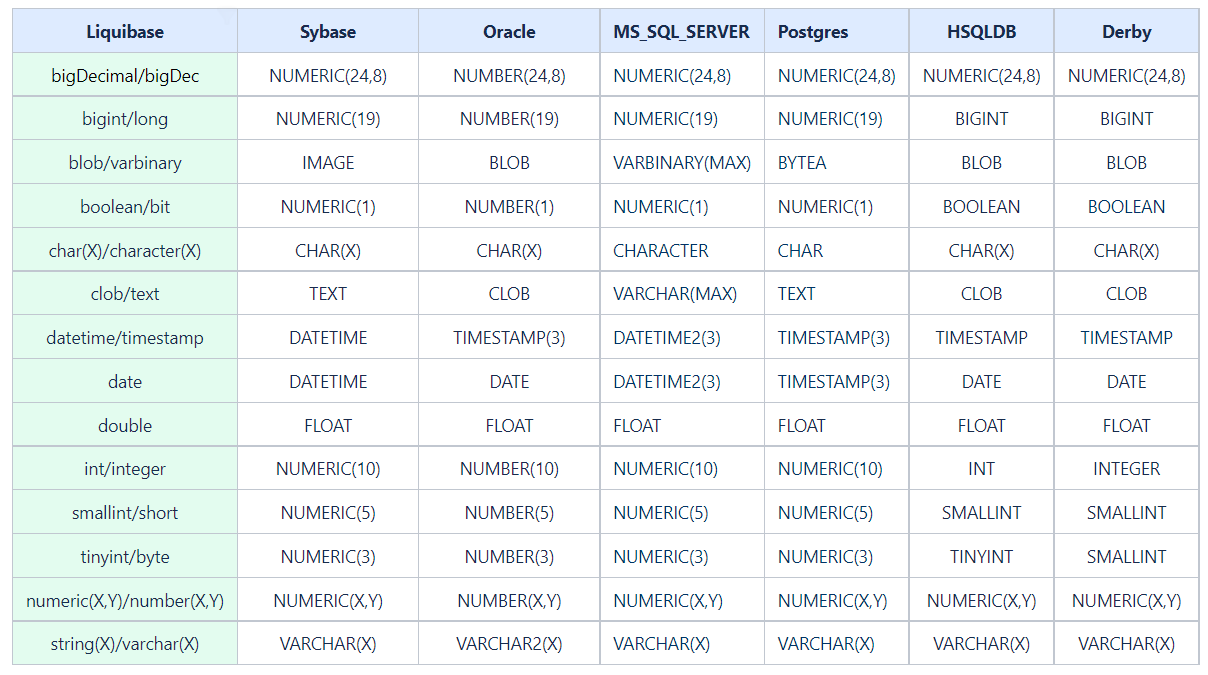 Liquibase Sybase Oracle MS_SQL_SERVER Postgres HSQLDB Derby
bigDecimal/bigDec NUMERIC(24,8) NUMBER(24,8) NUMERIC(24,8) NUMERIC(24,8) NUMERIC(24,8) NUMERIC(24,8)
bigint/long NUMERIC(19) NUMBER(19) NUMERIC(19) NUMERIC(19) BIGINT BIGINT
blob/varbinary IMAGE BLOB VARBINARY(MAX) BYTEA BLOB BLOB
boolean/bit NUMERIC(1) NUMBER(1) NUMERIC(1) NUMERIC(1) BOOLEAN BOOLEAN
char(X)/character(X) CHAR(X) CHAR(X) CHARACTER CHAR CHAR(X) CHAR(X)
clob/text TEXT CLOB VARCHAR(MAX) TEXT CLOB CLOB
datetime/timestamp DATETIME TIMESTAMP(3) DATETIME2(3) TIMESTAMP(3) TIMESTAMP TIMESTAMP
date DATETIME DATE DATETIME2(3) TIMESTAMP(3) DATE DATE
double FLOAT FLOAT FLOAT FLOAT FLOAT FLOAT
int/integer NUMERIC(10) NUMBER(10) NUMERIC(10) NUMERIC(10) INT INTEGER
smallint/short NUMERIC(5) NUMBER(5) NUMERIC(5) NUMERIC(5) SMALLINT SMALLINT
tinyint/byte NUMERIC(3) NUMBER(3) NUMERIC(3) NUMERIC(3) TINYINT SMALLINT
numeric(X,Y)/number(X,Y) NUMERIC(X,Y) NUMBER(X,Y) NUMERIC(X,Y) NUMERIC(X,Y) NUMERIC(X,Y) NUMERIC(X,Y)
string(X)/varchar(X) VARCHAR(X) VARCHAR2(X) VARCHAR(X) VARCHAR(X) VARCHAR(X) VARCHAR(X)